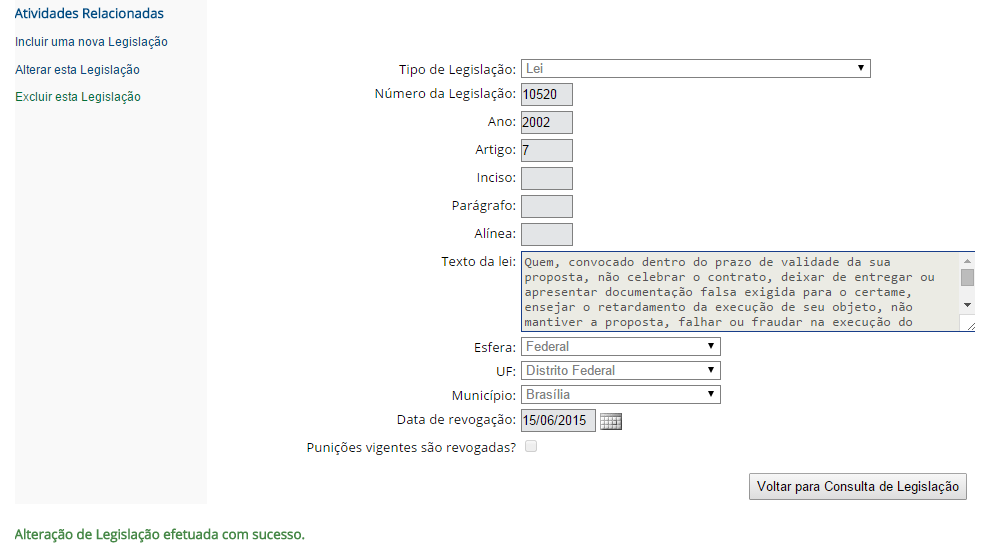 Atividades Relacionadas
Incluir uma nova Legislação
Alterar esta Legislação
Excluir esta Legislação
Tipo de Legislação: Lei
Número da Legislação: 10520
Ano: 2002
Artigo: 7
Inciso:
Parágrafo:
Alínea:
Texto da lei: Quem, convocado dentro do prazo de validade da sua
proposta, não celebrar o contrato, deixar de entregar ou
apresentar documentação falsa exigida para o certame,
ensejar o retardamento da execução de seu objeto, não
mantiver a proposta, falhar ou fraudar na execução do
Esfera: Federal
UF: Distrito Federal
Município: Brasília
Data de revogação: 15/06/2015
Punições vigentes são revogadas?
Voltar para Consulta de Legislação
Alteração de Legislação efetuada com sucesso.